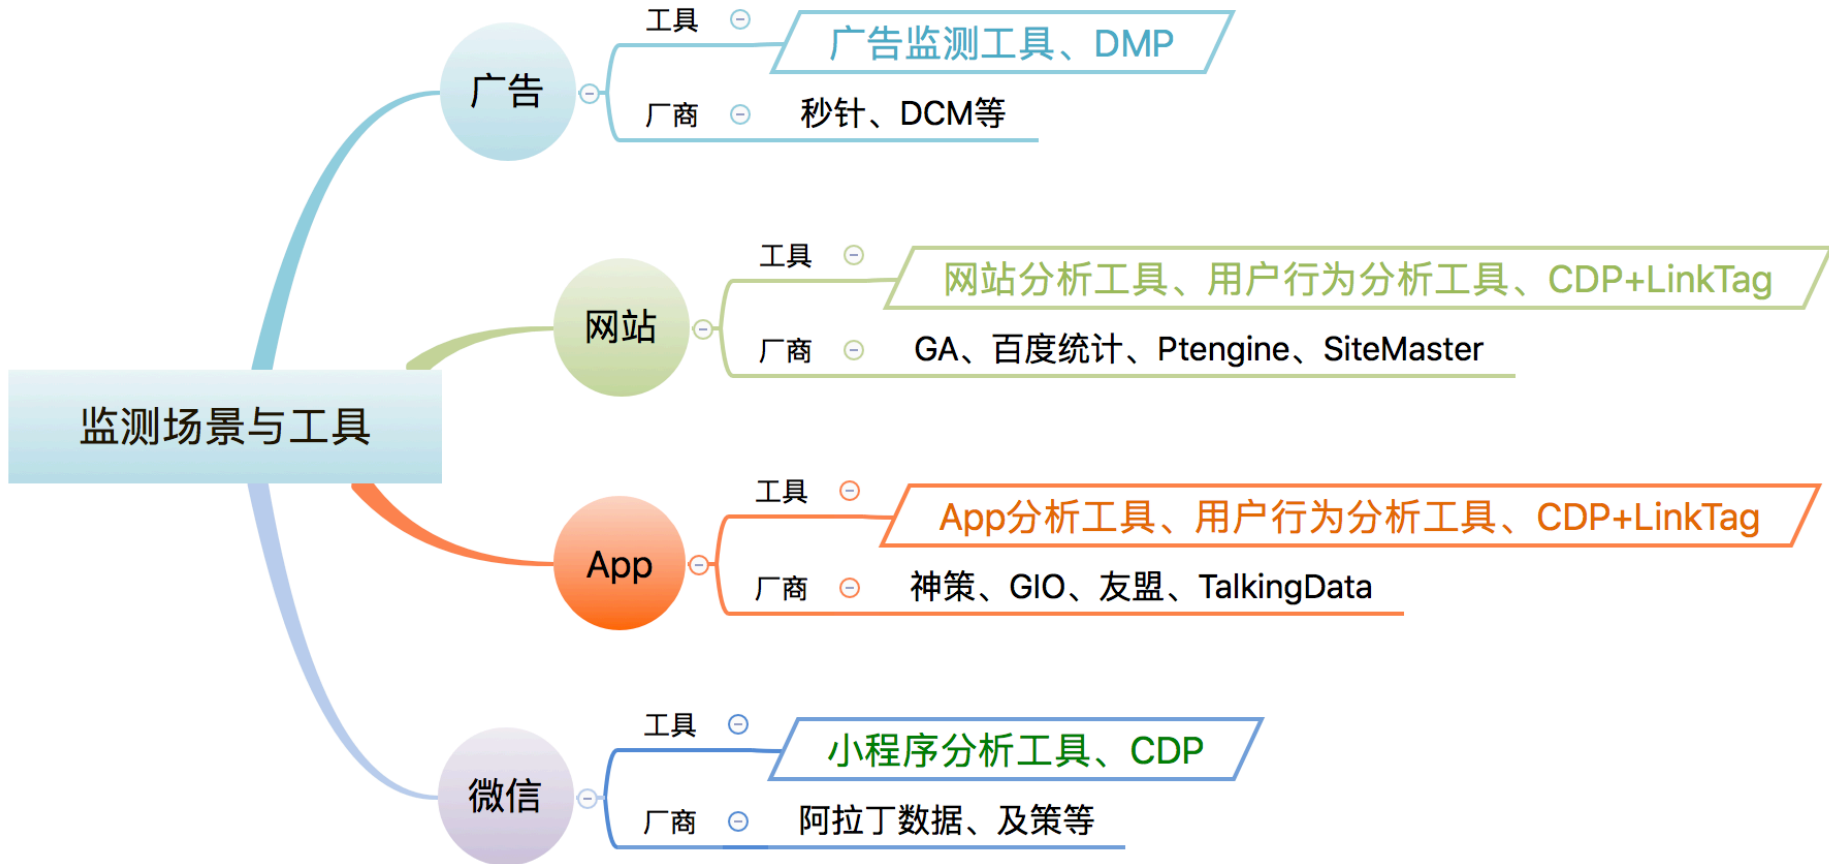 监测场景与工具
广告
工具
广告监测工具、DMP
厂商
秒针、DCM等
网站
工具
网站分析工具、用户行为分析工具、CDP+LinkTag
厂商
GA、百度统计、Ptengine、SiteMaster
App
工具
App分析工具、用户行为分析工具、CDP+LinkTag
厂商
神策、GIO、友盟、TalkingData
微信
工具
小程序分析工具、CDP
厂商
阿拉丁数据、及策等